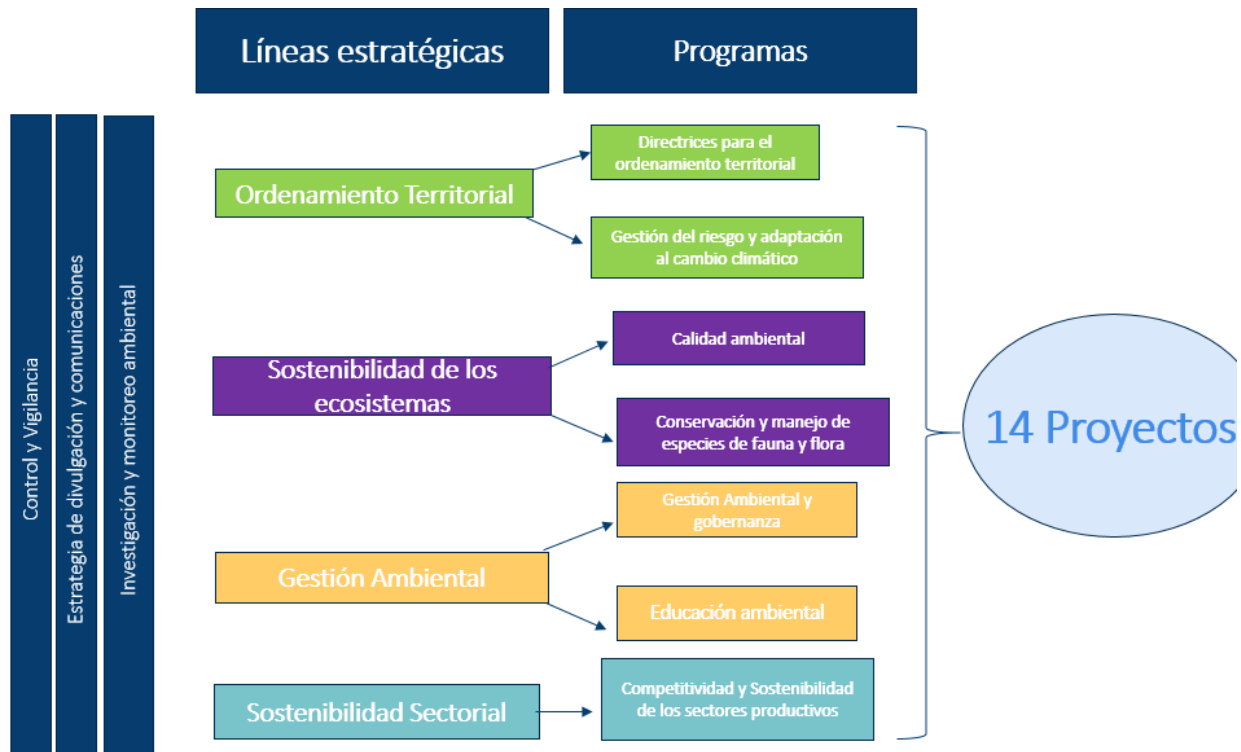 Líneas estratégicas
Programas
Control y Vigilancia
Estrategia de divulgación y comunicaciones
Investigación y monitoreo ambiental
Ordenamiento Territorial
Directrices para el
ordenamiento territorial
Gestión del riesgo y adaptación
al cambio climático
Sostenibilidad de los
ecosistemas
Calidad ambiental
Conservación y manejo de
especies de fauna y flora
Gestión Ambiental
Gestión Ambiental y
gobernanza
Educación ambiental
Sostenibilidad Sectorial
Competitividad y Sostenibilidad
de los sectores productivos
14 Proyectos